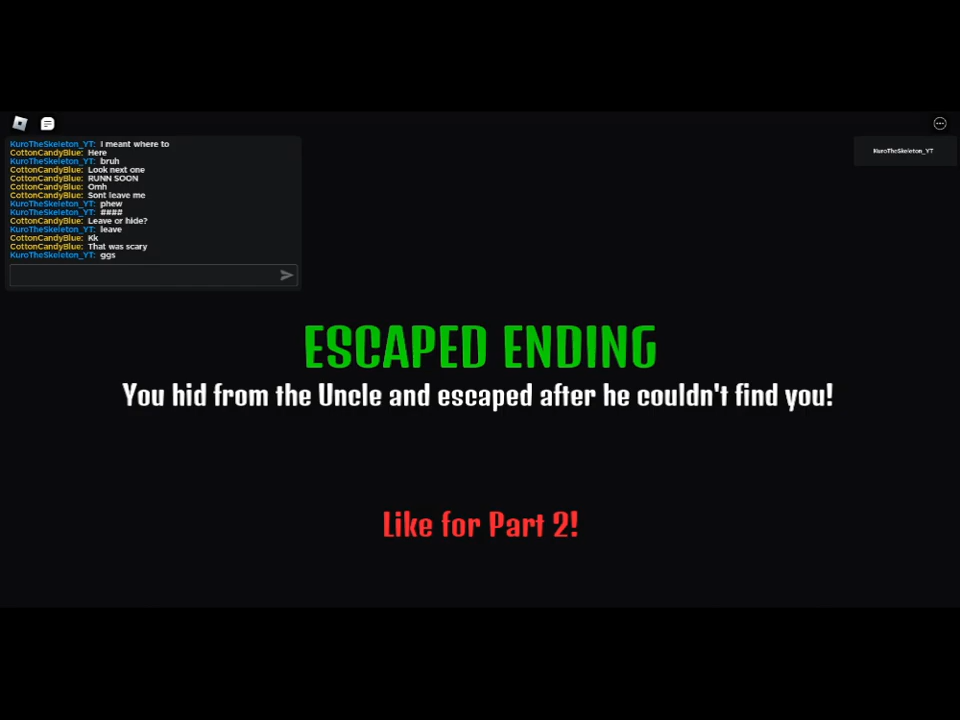 KuroTheSkeleton_YT: I meant where to
CottonCandyBlue: Here
KuroTheSkeleton_YT: bruh
CottonCandyBlue: Look next one
CottonCandyBlue: RUNN SOON
CottonCandyBlue: Omh
CottonCandyBlue: Sont leave me
KuroTheSkeleton_YT: phew
KuroTheSkeleton_YT: ####
CottonCandyBlue: Leave or hide?
KuroTheSkeleton_YT: leave
CottonCandyBlue: Kk
CottonCandyBlue: That was scary
KuroTheSkeleton_YT: ggs
KuroTheSkeleton_YT
ESCAPED ENDING
You hid from the Uncle and escaped after he couldn't find you!
Like for Part 2!